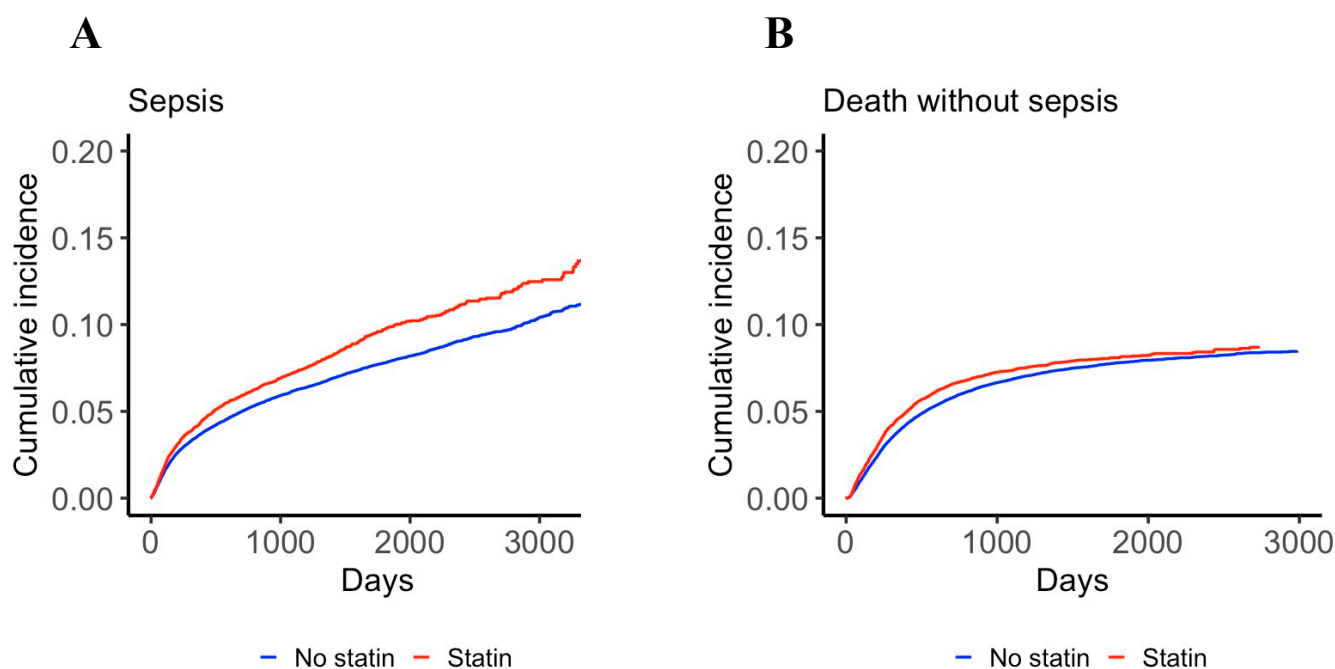 A
B
Sepsis
Death without sepsis
Cumulative incidence
0.20
0.15
0.10
0.05
0.00
0 1000 2000 3000
Days
No statin Statin
Cumulative incidence
0.20
0.15
0.10
0.05
0.00
0 1000 2000 3000
Days
No statin Statin